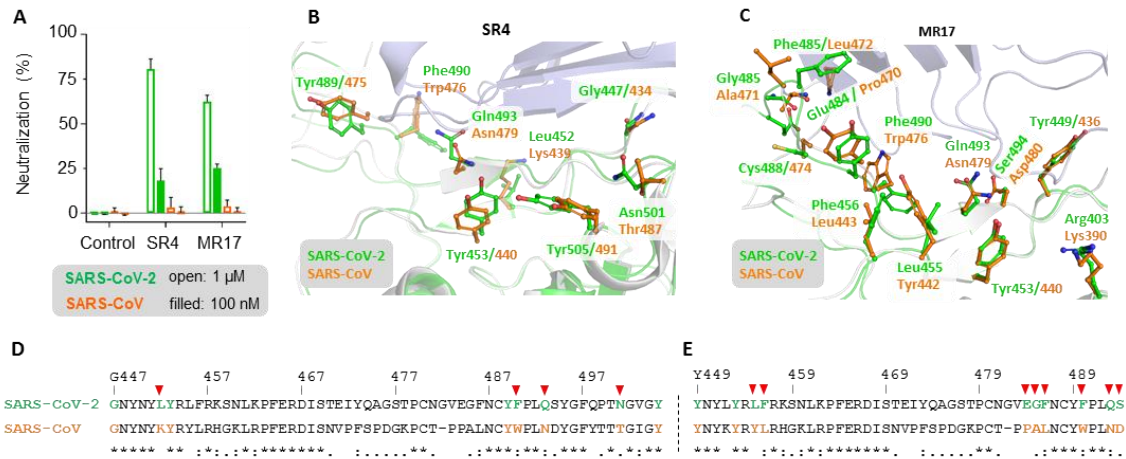 A
Neutralization (%)
100
75
50
25
0
Control SR4 MR17
SARS-CoV-2 open: 1 µM
SARS-CoV filled: 100 nM
B
SR4
Tyr489/475
Phe490
Trp476
Gln493
Asn479
Leu452
Lys439
Gly447/434
Asn501
Thr487
Tyr453/440
Tyr505/491
SARS-CoV-2
SARS-CoV
C
MR17
Phe485/Leu472
Gly485
Ala471
Glu484 / Pro470
Phe490
Trp476
Cys488/474
Gln493
Asn479
Ser494
Asp480
Tyr449/436
Phe456
Leu443
Arg403
Lys390
Leu455
Tyr442
Tyr453/440
SARS-CoV-2
SARS-CoV
D
G447 457 467 477 487 497
SARS-CoV-2 GNYNYLYRLFRKSNLKPFERDISTEIYQAGSTPCNGVEGFNCYFPLQSYGFQPTNGVGY
SARS-CoV GNYNYKYRYLRHGKLRPFERDISNVPFSPDGKPCT-PPALNCYWPLNDYGFYTTTGIGY
E
Y449 459 469 479 489
YNYLYRLFRKSNLKPFERDISTEIYQAGSTPCNGVEGFNCYFPLQS
YNYKYRYLRHGKLRPFERDISNVPFSPDGKPCT-PPALNCYWPLND